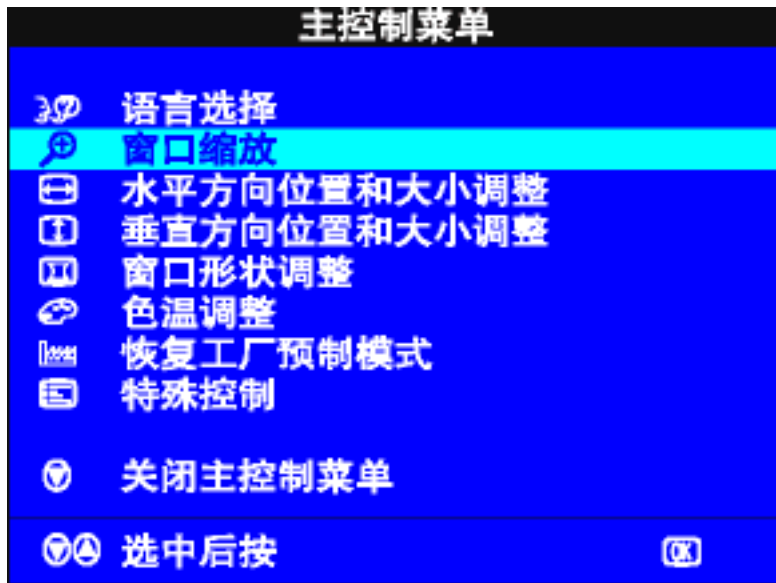 主控制菜单
语言选择
窗口缩放
水平方向位置和大小调整
垂直方向位置和大小调整
窗口形状调整
色温调整
恢复工厂预制模式
特殊控制
关闭主控制菜单
选中后按 OK